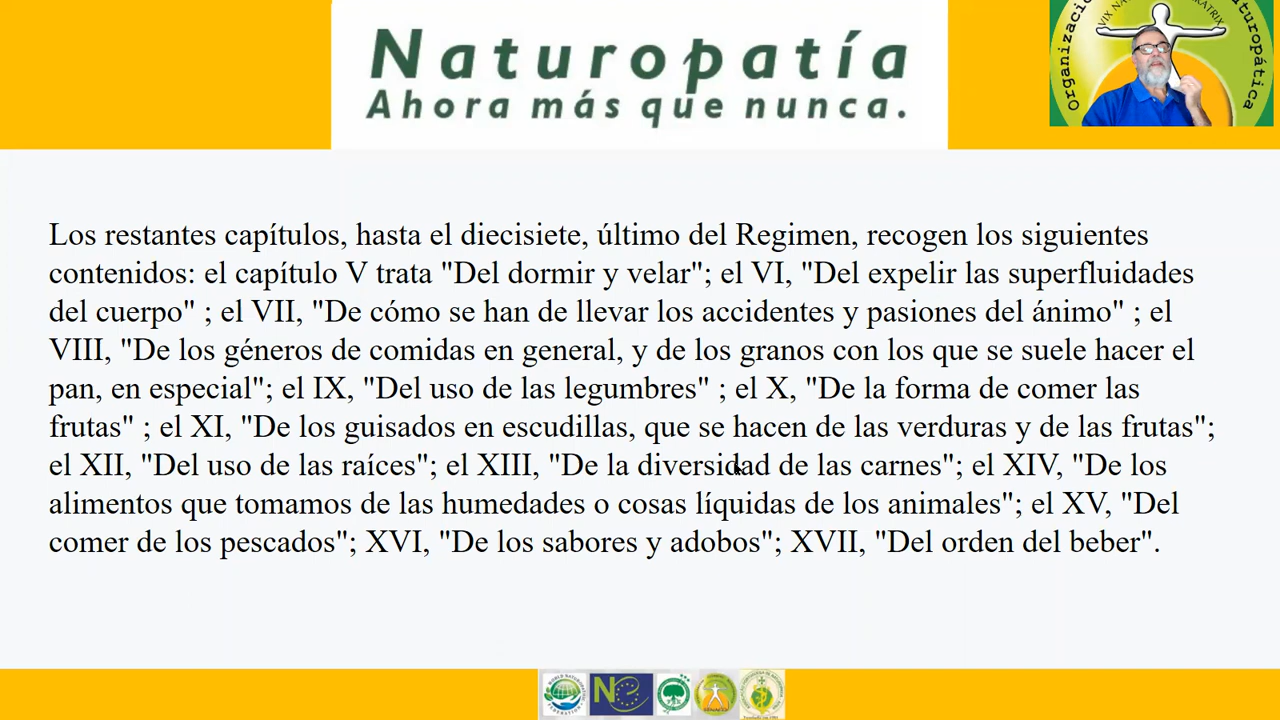 Naturopatía
Ahora más que nunca.
Organizació
VIX NA
RATRIX
aturopática
Los restantes capítulos, hasta el diecisiete, último del Regimen, recogen los siguientes
contenidos: el capítulo V trata "Del dormir y velar"; el VI, "Del expelir las superfluidades
del cuerpo" ; el VII, "De cómo se han de llevar los accidentes y pasiones del ánimo" ; el
VIII, "De los géneros de comidas en general, y de los granos con los que se suele hacer el
pan, en especial"; el IX, "Del uso de las legumbres" ; el X, "De la forma de comer las
frutas" ; el XI, "De los guisados en escudillas, que se hacen de las verduras y de las frutas";
el XII, "Del uso de las raíces"; el XIII, "De la diversidad de las carnes"; el XIV, "De los
alimentos que tomamos de las humedades o cosas líquidas de los animales"; el XV, "Del
comer de los pescados"; XVI, "De los sabores y adobos"; XVII, "Del orden del beber".